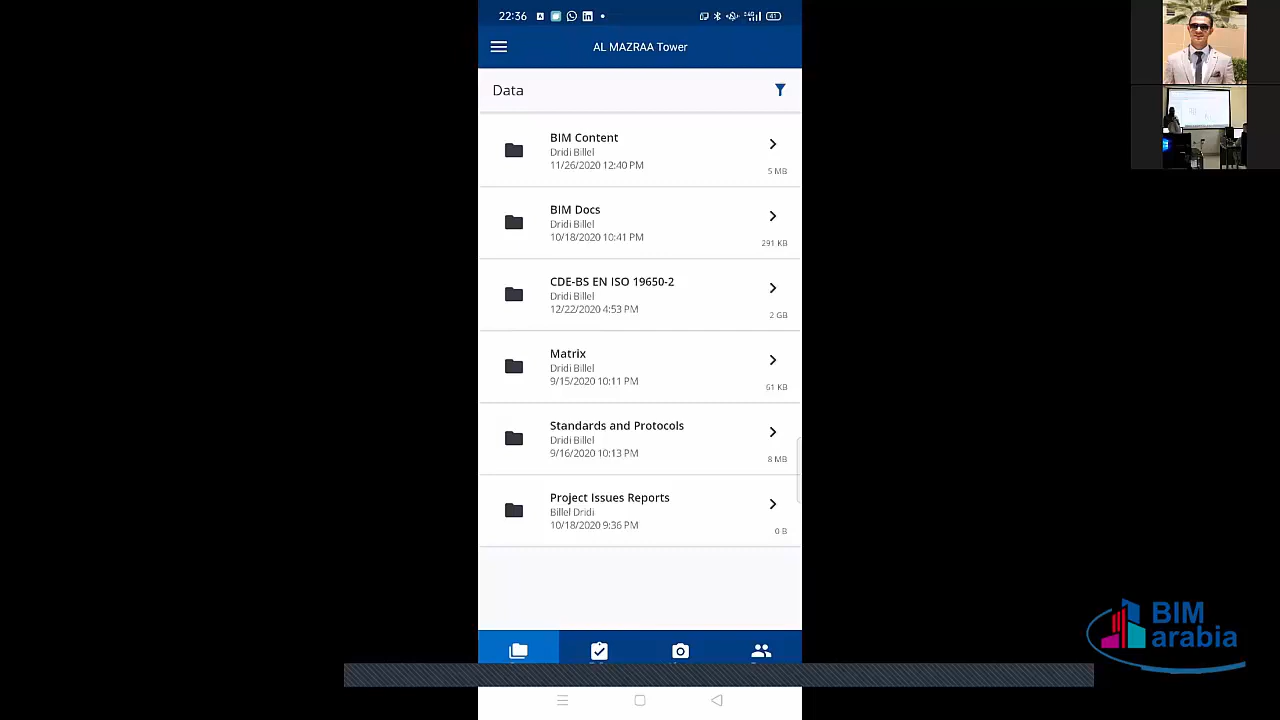 22:36
41
AL MAZRAA Tower
Data
BIM Content
Dridi Billel
11/26/2020 12:40 PM
5 MB
BIM Docs
Dridi Billel
10/18/2020 10:41 PM
291 KB
CDE-BS EN ISO 19650-2
Dridi Billel
12/22/2020 4:53 PM
2 GB
Matrix
Dridi Billel
9/15/2020 10:11 PM
61 KB
Standards and Protocols
Dridi Billel
9/16/2020 10:13 PM
8 MB
Project Issues Reports
Billel Dridi
10/18/2020 9:36 PM
0 B
BIM
arabia